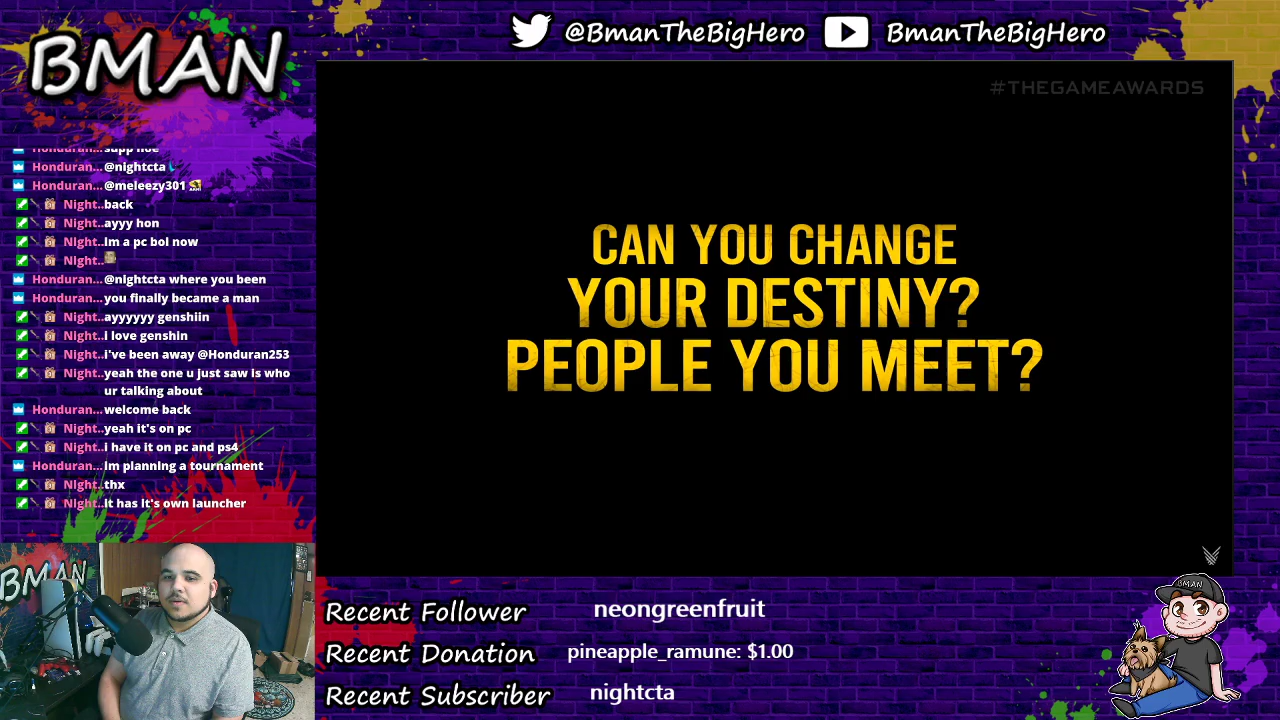 BMAN
@BmanTheBigHero
BmanTheBigHero
#THEGAMEAWARDS
Honduran... supp hoe
Honduran... @nightcta
Honduran... @meleezy301
Night.. back
Night.. ayyy hon
Night.. Im a pc boi now
Night..
Honduran... @nightcta where you been
Honduran... you finally became a man
Night.. ayyyyyy genshiin
Night.. i love genshin
Night.. i've been away @Honduran253
Night.. yeah the one u just saw is who
ur talking about
Honduran... welcome back
Night.. yeah it's on pc
Night.. i have it on pc and ps4
Honduran... Im planning a tournament
Night.. thx
Night.. it has it's own launcher
CAN YOU CHANGE
YOUR DESTINY?
PEOPLE YOU MEET?
BMAN
BMAN
Recent Follower neongreenfruit
Recent Donation pineapple_ramune: $1.00
Recent Subscriber nightcta